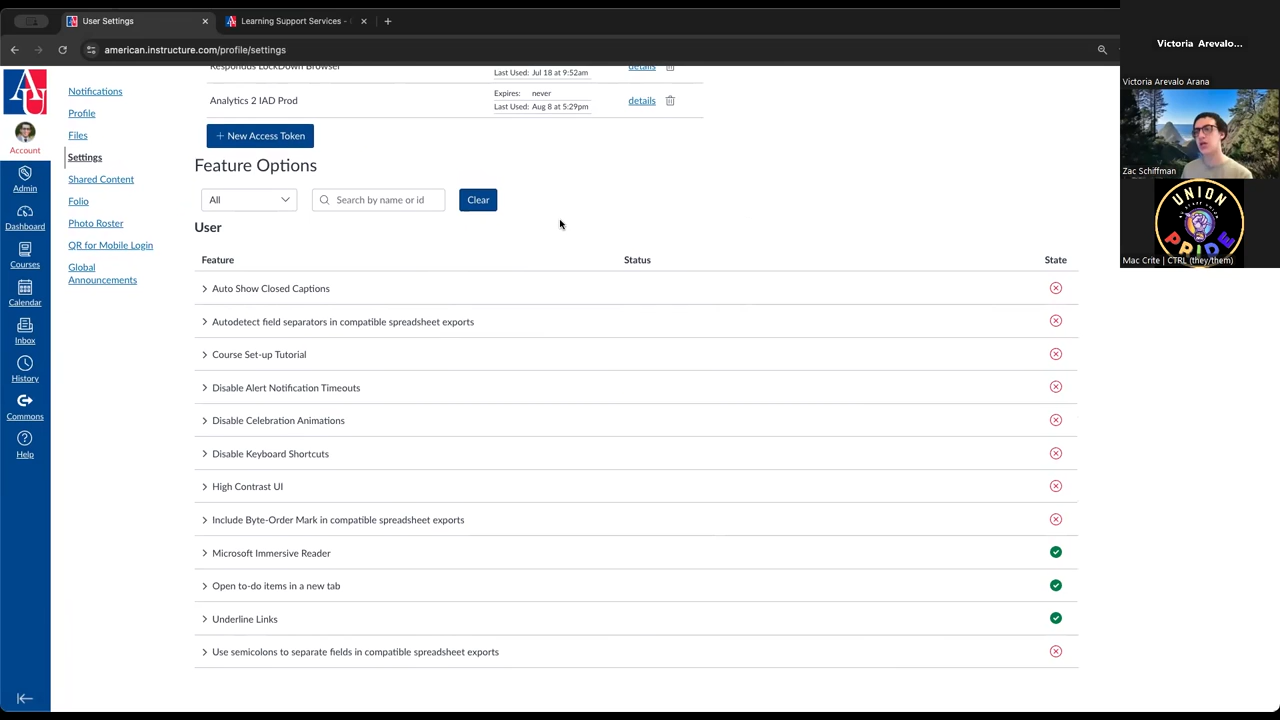 User Settings
Learning Support Services -
american.instructure.com/profile/settings
Victoria Arevalo...
Victoria Arevalo Arana
Zac Schiffman
UNION
PRIDE
Mac Crite | CTRL (they/them)
AU
Account
Admin
Dashboard
Courses
Calendar
Inbox
History
Commons
Help
Notifications
Profile
Files
Settings
Shared Content
Folio
Photo Roster
QR for Mobile Login
Global
Announcements
Respondus LockDown Browser
Last Used: Jul 18 at 9:52am
details
Analytics 2 IAD Prod
Expires: never
Last Used: Aug 8 at 5:29pm
details
+ New Access Token
Feature Options
All
Search by name or id
Clear
User
Feature Status State
Auto Show Closed Captions
Autodetect field separators in compatible spreadsheet exports
Course Set-up Tutorial
Disable Alert Notification Timeouts
Disable Celebration Animations
Disable Keyboard Shortcuts
High Contrast UI
Include Byte-Order Mark in compatible spreadsheet exports
Microsoft Immersive Reader
Open to-do items in a new tab
Underline Links
Use semicolons to separate fields in compatible spreadsheet exports